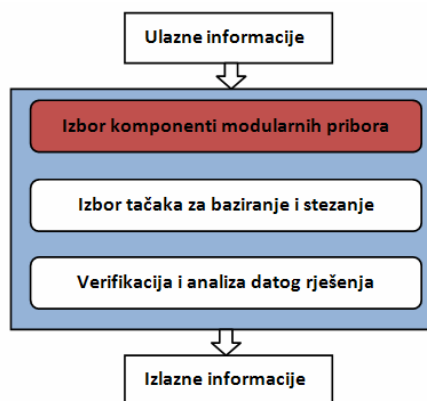 Ulazne informacije
Izbor komponenti modularnih pribora
Izbor tačaka za baziranje i stezanje
Verifikacija i analiza datog rješenja
Izlazne informacije